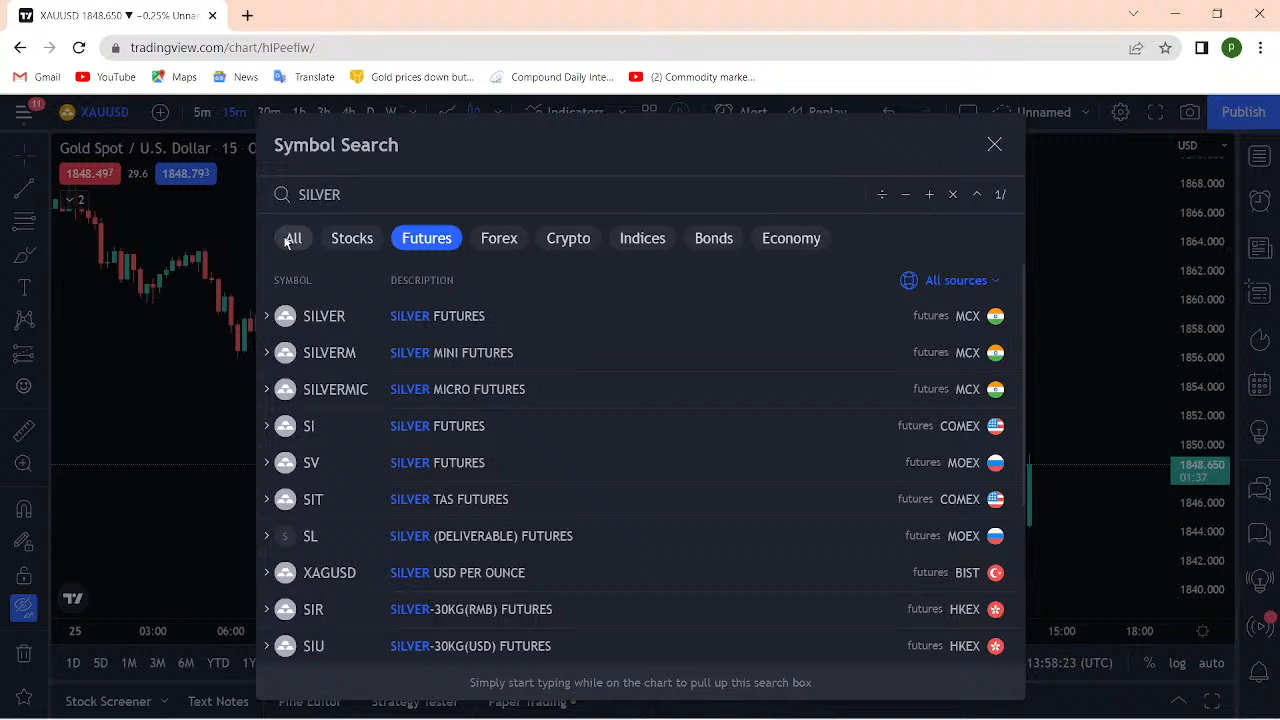 XAUUSD 1848.650 ▼ −0.25% Unnar
tradingview.com/chart/hIPeefIw/
p
Gmail YouTube Maps News Translate Gold prices down but... Compound Daily Inte... (2) Commodity marke...
11 XAUUSD 5m 15m 30m 1h 3h 4h D W Indicators Alert Replay Unnamed Publish
Gold Spot / U.S. Dollar · 15 · O
1848.497 29.6 1848.793
2
Symbol Search
SILVER 1/
All Stocks Futures Forex Crypto Indices Bonds Economy
SYMBOL DESCRIPTION All sources
SILVER SILVER FUTURES futures MCX
SILVERM SILVER MINI FUTURES futures MCX
SILVERMIC SILVER MICRO FUTURES futures MCX
SI SILVER FUTURES futures COMEX
SV SILVER FUTURES futures MOEX
SIT SILVER TAS FUTURES futures COMEX
S SL SILVER (DELIVERABLE) FUTURES futures MOEX
XAGUSD SILVER USD PER OUNCE futures BIST
SIR SILVER-30KG(RMB) FUTURES futures HKEX
SIU SILVER-30KG(USD) FUTURES futures HKEX
Simply start typing while on the chart to pull up this search box
USD
1868.000
1866.000
1864.000
1862.000
1860.000
1858.000
1856.000
1854.000
1852.000
1850.000
1848.650
01:37
1846.000
1844.000
1842.000
1840.000
25 03:00 06:00 15:00 18:00
1D 5D 1M 3M 6M YTD 1Y 13:58:23 (UTC) % log auto
Stock Screener Text Notes Pine Editor Strategy Tester Paper Trading